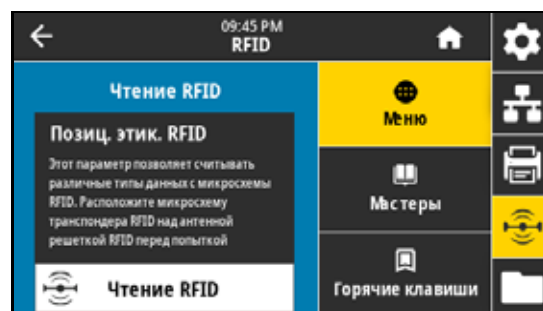 09:45 PM
RFID
Чтение RFID
Позиц. этик. RFID
Этот параметр позволяет считывать
различные типы данных с микросхемы
RFID. Расположите микросхему
транспондера RFID над антенной
решеткой RFID перед попыткой
Чтение RFID
Меню
Мастеры
Горячие клавиши